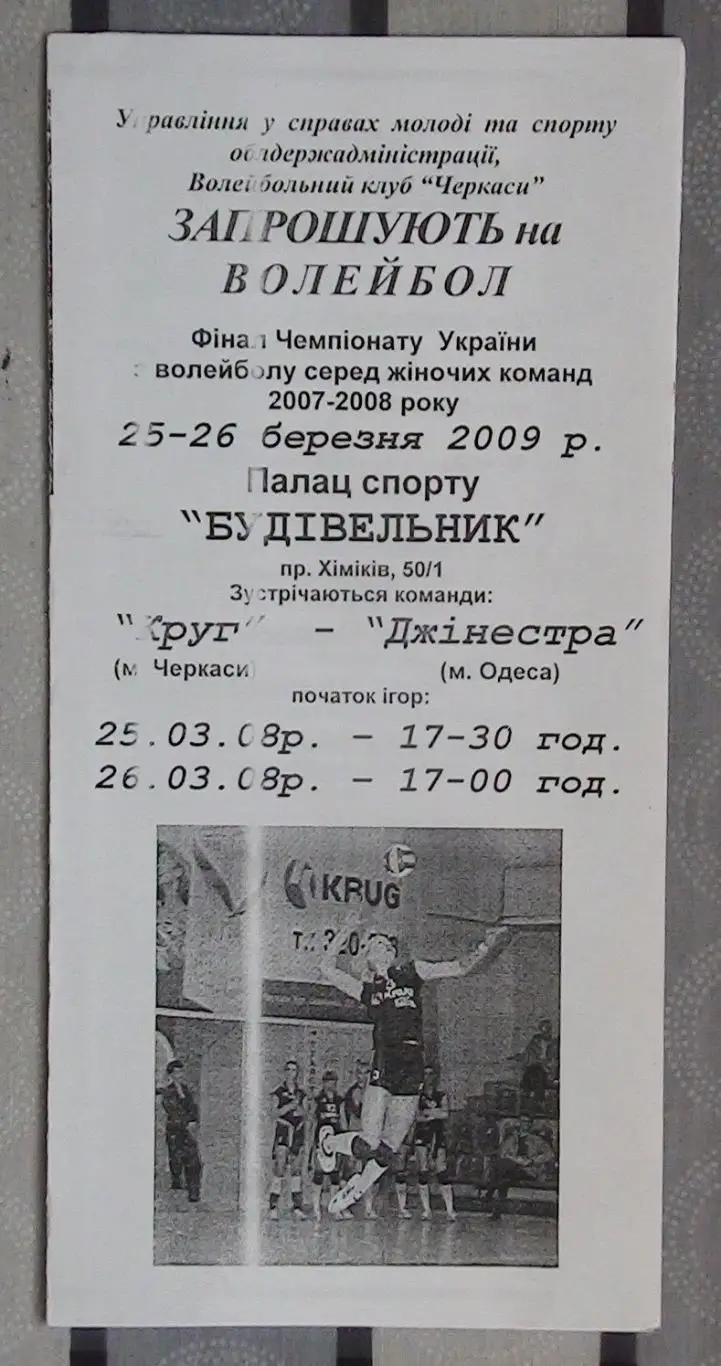 Управління у справах молоді та спорту
облдержадміністрації,
Волейбольний клуб “Черкаси”
ЗАПРОШУЮТЬ на
ВОЛЕЙБОЛ
Фінал Чемпіонату України
з волейболу серед жіночих команд
2007-2008 року
25-26 березня 2009 р.
Палац спорту
“БУДІВЕЛЬНИК”
пр. Хіміків, 50/1
Зустрічаються команди:
“Круг” - “Джінестра”
(м. Черкаси) (м. Одеса)
початок ігор:
25.03.08р. - 17-30 год.
26.03.08р. - 17-00 год.
KRUG